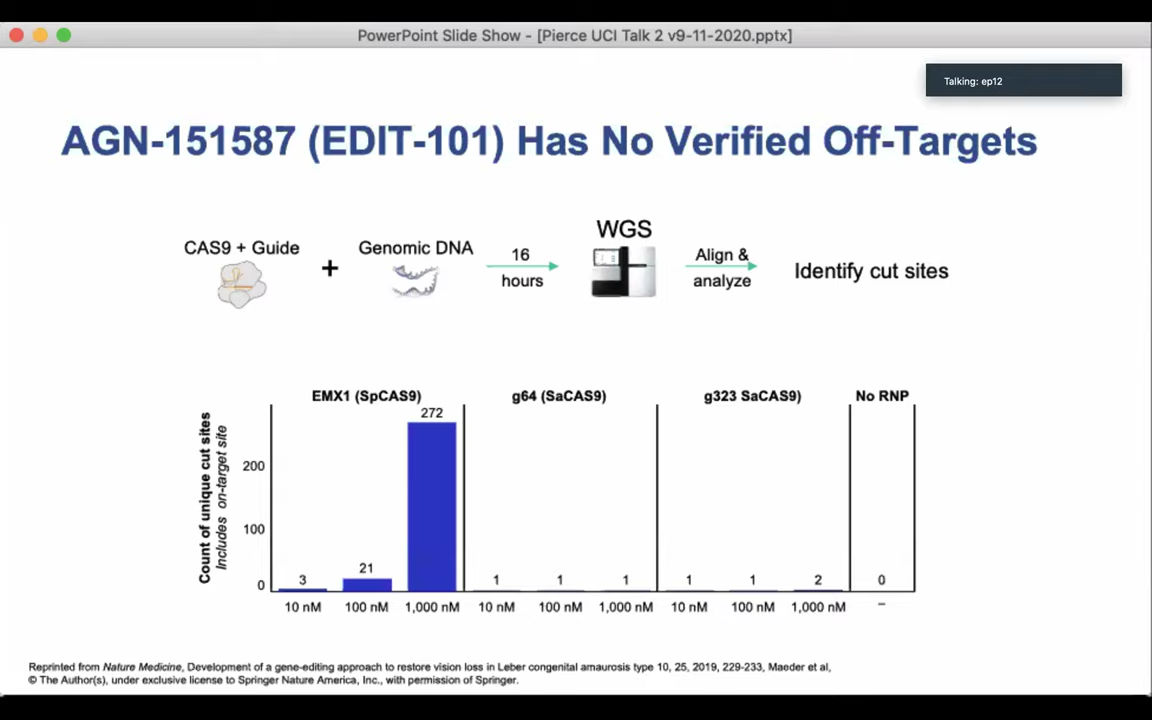 PowerPoint Slide Show - [Pierce UCI Talk 2 v9-11-2020.pptx]
Talking: ep12
AGN-151587 (EDIT-101) Has No Verified Off-Targets
CAS9 + Guide
+
Genomic DNA
16
hours
WGS
Align &
analyze
Identify cut sites
Count of unique cut sites
Includes on-target site
200
100
0
EMX1 (SpCAS9)
g64 (SaCAS9)
g323 SaCAS9)
No RNP
3
21
272
1
1
1
1
1
2
0
10 nM
100 nM
1,000 nM
10 nM
100 nM
1,000 nM
10 nM
100 nM
1,000 nM
–
Reprinted from Nature Medicine, Development of a gene-editing approach to restore vision loss in Leber congenital amaurosis type 10, 25, 2019, 229-233, Maeder et al,
© The Author(s), under exclusive license to Springer Nature America, Inc., with permission of Springer.